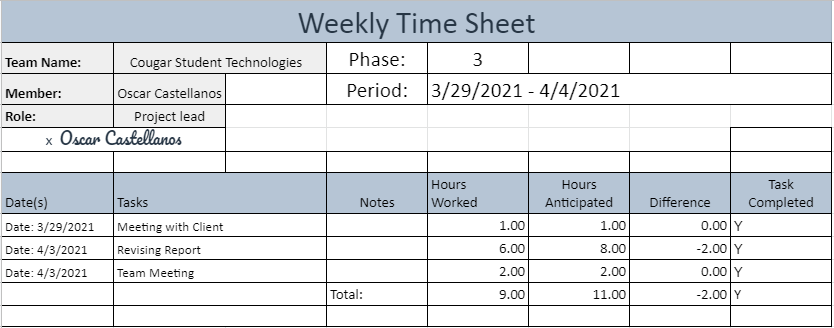 Weekly Time Sheet
Team Name: Cougar Student Technologies Phase: 3
Member: Oscar Castellanos Period: 3/29/2021 - 4/4/2021
Role: Project lead
x Oscar Castellanos
Date(s) Tasks Notes Hours Worked Hours Anticipated Difference Task Completed
Date: 3/29/2021 Meeting with Client 1.00 1.00 0.00 Y
Date: 4/3/2021 Revising Report 6.00 8.00 -2.00 Y
Date: 4/3/2021 Team Meeting 2.00 2.00 0.00 Y
Total: 9.00 11.00 -2.00 Y